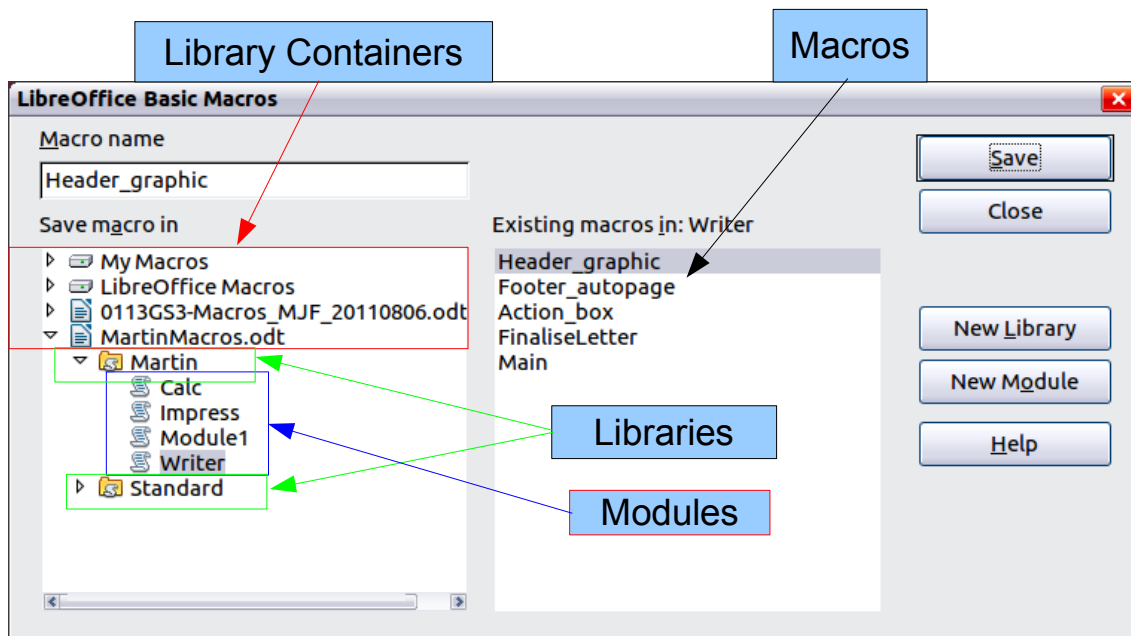 Library Containers
Macros
LibreOffice Basic Macros
Macro name
Save
Header_graphic
Close
Save macro in
Existing macros in: Writer
My Macros
LibreOffice Macros
0113GS3-Macros_MJF_20110806.odt
MartinMacros.odt
Martin
Calc
Impress
Module1
Writer
Standard
Header_graphic
Footer_autopage
Action_box
FinaliseLetter
Main
New Library
New Module
Help
Libraries
Modules